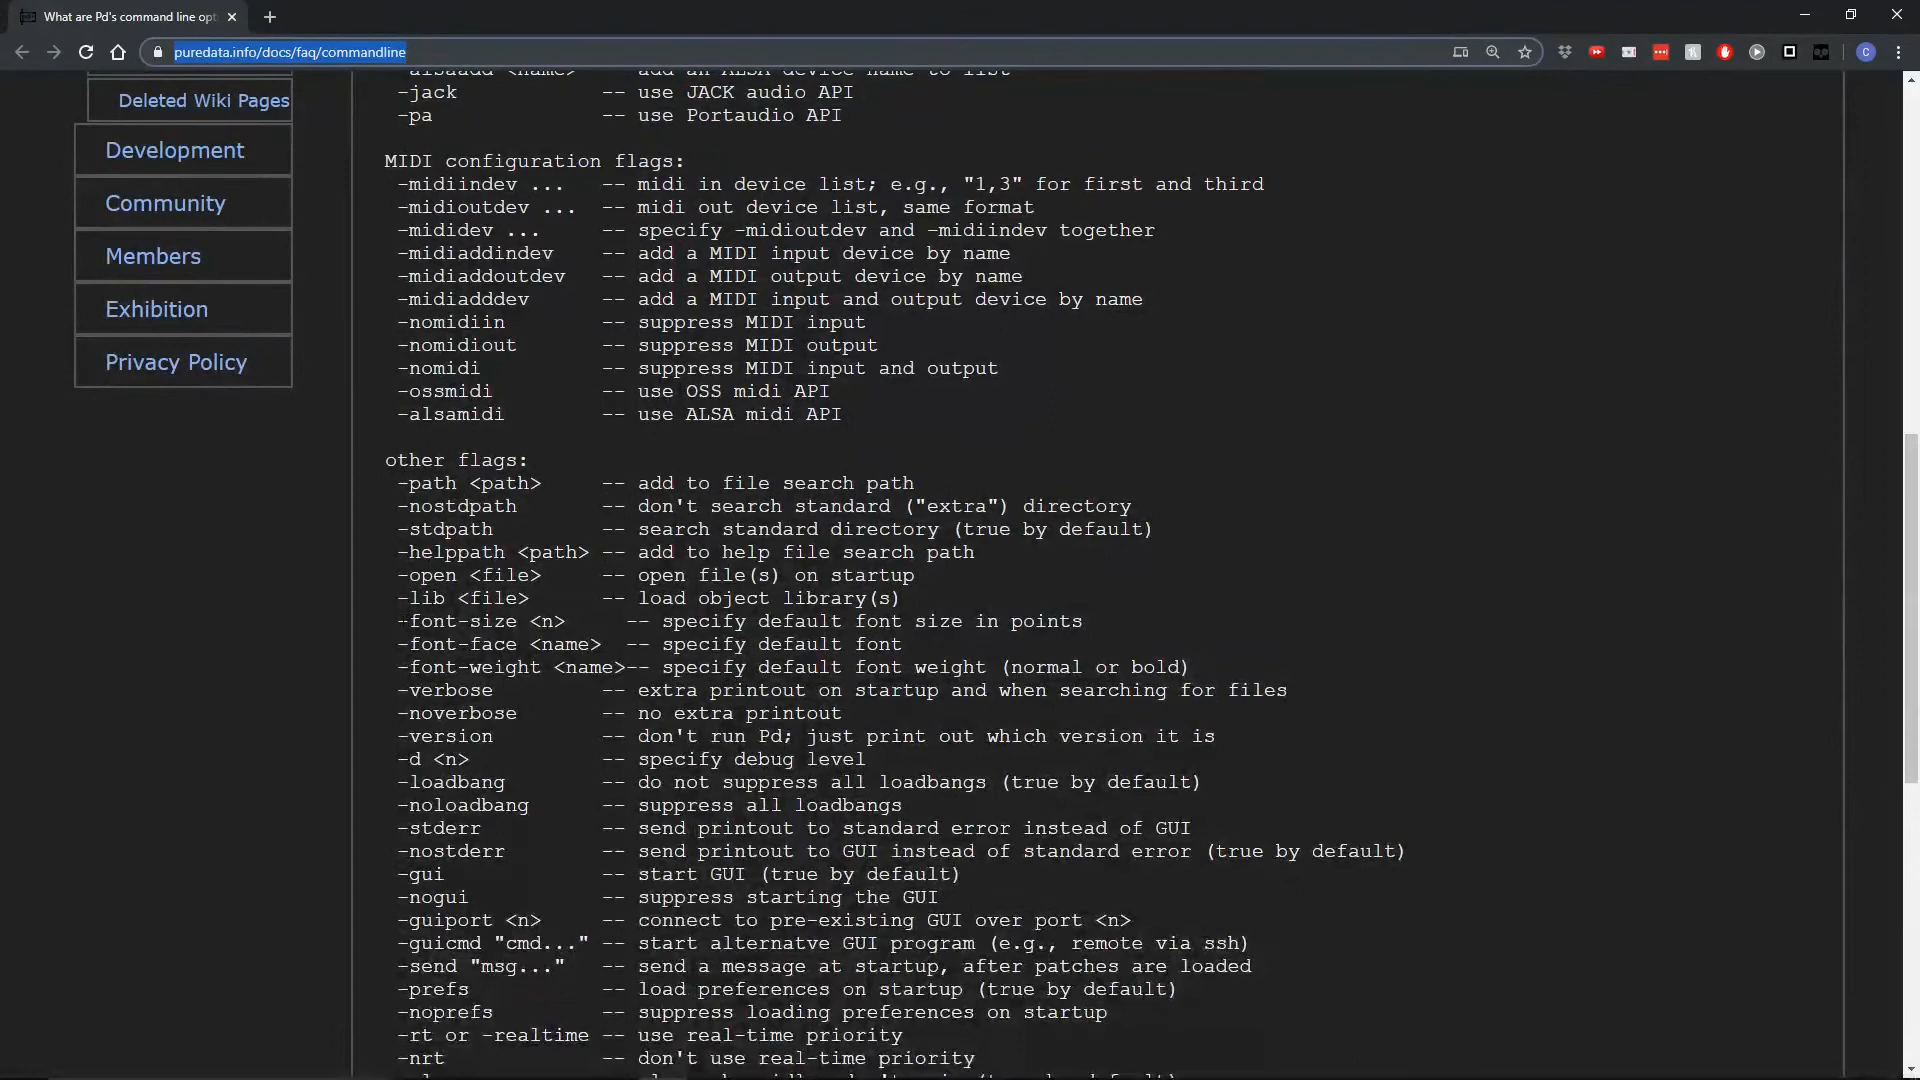 What are Pd's command line opt
puredata.info/docs/faq/commandline
Deleted Wiki Pages
Development
Community
Members
Exhibition
Privacy Policy
-alsaadd <name> -- add an ALSA device name to list
-jack -- use JACK audio API
-pa -- use Portaudio API
MIDI configuration flags:
-midiindev ... -- midi in device list; e.g., "1,3" for first and third
-midioutdev ... -- midi out device list, same format
-mididev ... -- specify -midioutdev and -midiindev together
-midiaddindev -- add a MIDI input device by name
-midiaddoutdev -- add a MIDI output device by name
-midiadddev -- add a MIDI input and output device by name
-nomidiin -- suppress MIDI input
-nomidiout -- suppress MIDI output
-nomidi -- suppress MIDI input and output
-ossmidi -- use OSS midi API
-alsamidi -- use ALSA midi API
other flags:
-path <path> -- add to file search path
-nostdpath -- don't search standard ("extra") directory
-stdpath -- search standard directory (true by default)
-helppath <path> -- add to help file search path
-open <file> -- open file(s) on startup
-lib <file> -- load object library(s)
-font-size <n> -- specify default font size in points
-font-face <name> -- specify default font
-font-weight <name>-- specify default font weight (normal or bold)
-verbose -- extra printout on startup and when searching for files
-noverbose -- no extra printout
-version -- don't run Pd; just print out which version it is
-d <n> -- specify debug level
-loadbang -- do not suppress all loadbangs (true by default)
-noloadbang -- suppress all loadbangs
-stderr -- send printout to standard error instead of GUI
-nostderr -- send printout to GUI instead of standard error (true by default)
-gui -- start GUI (true by default)
-nogui -- suppress starting the GUI
-guiport <n> -- connect to pre-existing GUI over port <n>
-guicmd "cmd..." -- start alternatve GUI program (e.g., remote via ssh)
-send "msg..." -- send a message at startup, after patches are loaded
-prefs -- load preferences on startup (true by default)
-noprefs -- suppress loading preferences on startup
-rt or -realtime -- use real-time priority
-nrt -- don't use real-time priority